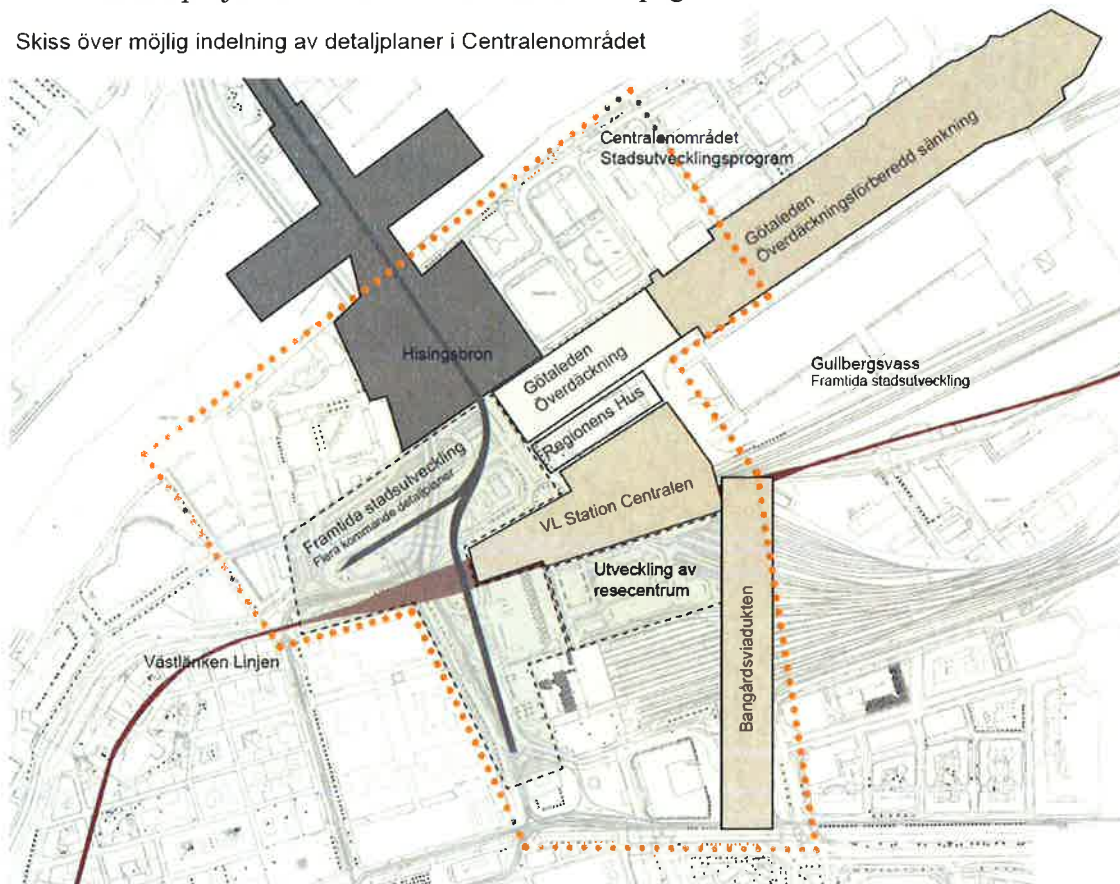 Skiss över möjlig indelning av detaljplaner i Centralenområdet
Centralenområdet
Stadsutvecklingsprogram
Götaleden
Överdäckningsförberedd sänkning
Hisingsbron
Götaleden
Överdäckning
Gullbergsvass
Framtida stadsutveckling
Regionens Hus
Framtida stadsutveckling
Flera kommande detaljplaner
VL Station Centralen
Utveckling av
resecentrum
Västlänken Linjen
Bangårdsviadukten